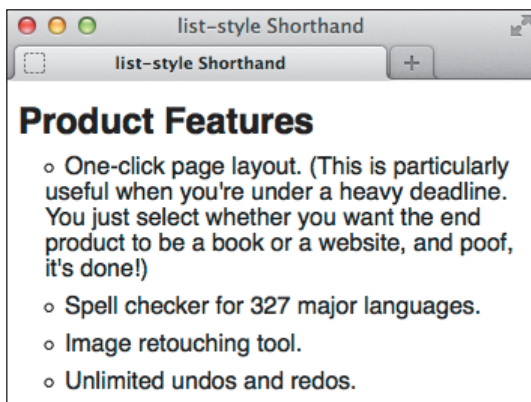 list-style Shorthand
list-style Shorthand
Product Features
One-click page layout. (This is particularly
useful when you're under a heavy deadline.
You just select whether you want the end
product to be a book or a website, and poof,
it's done!)
Spell checker for 327 major languages.
Image retouching tool.
Unlimited undos and redos.